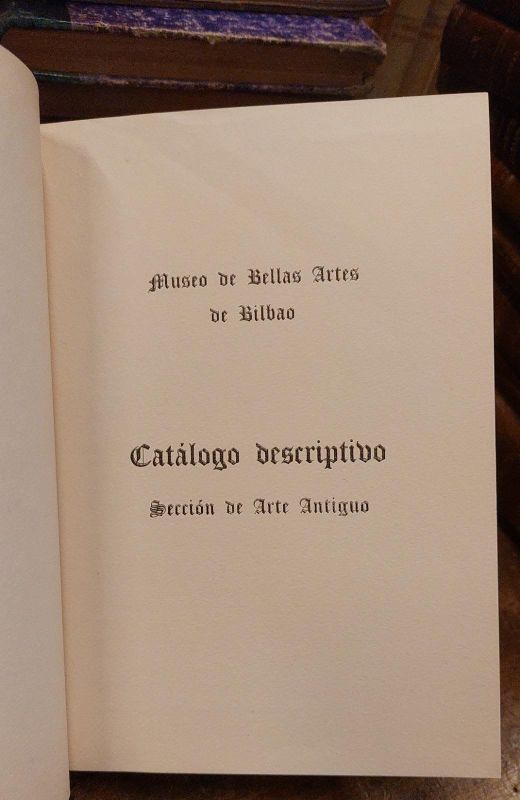 Museo de Bellas Artes
de Bilbao
Catálogo descriptivo
Sección de Arte Antiguo